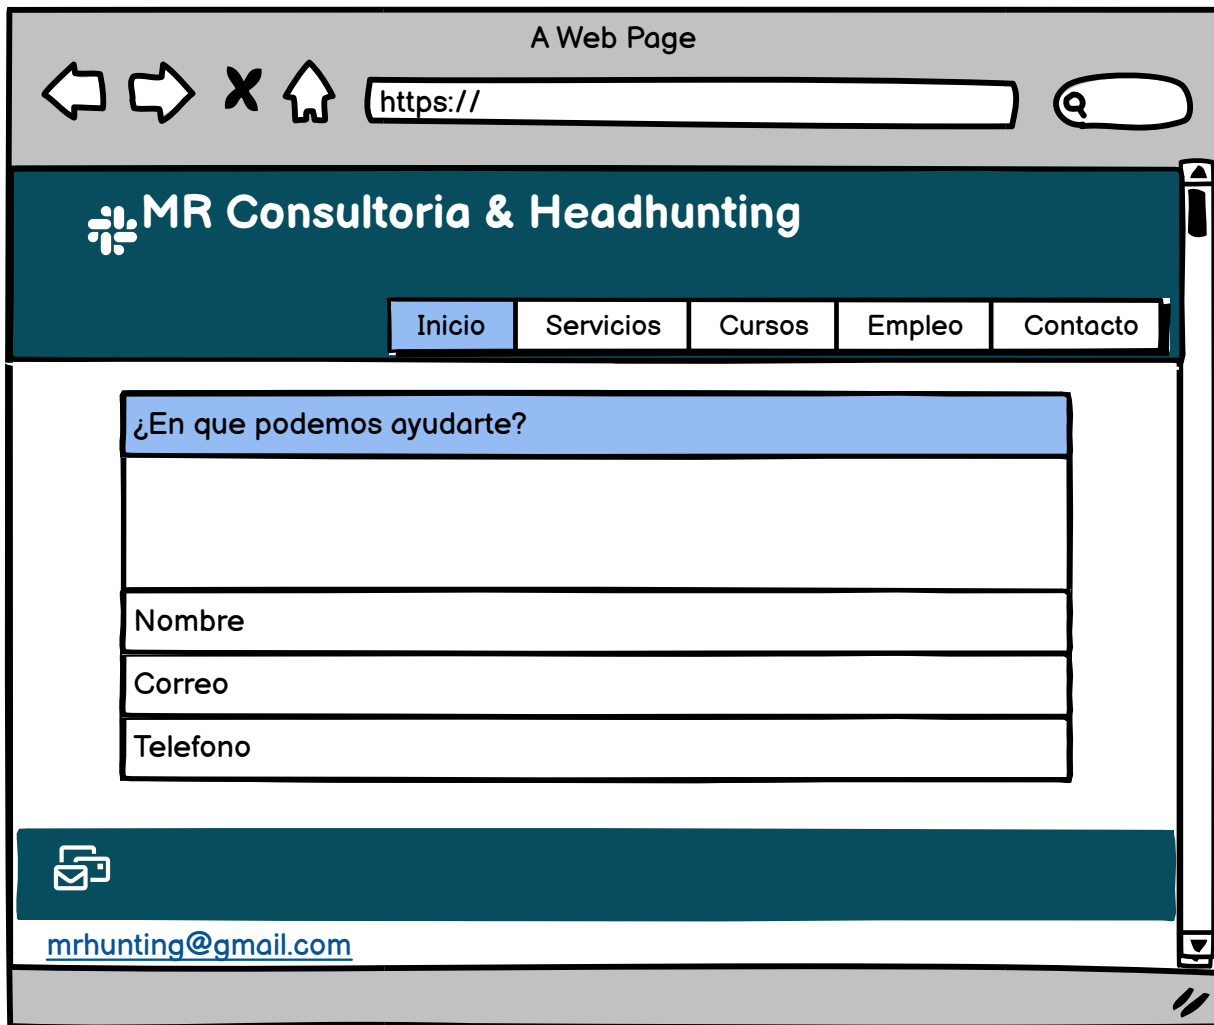 A Web Page
https://
MR Consultoria & Headhunting
Inicio Servicios Cursos Empleo Contacto
¿En que podemos ayudarte?
Nombre
Correo
Telefono
mrhunting@gmail.com